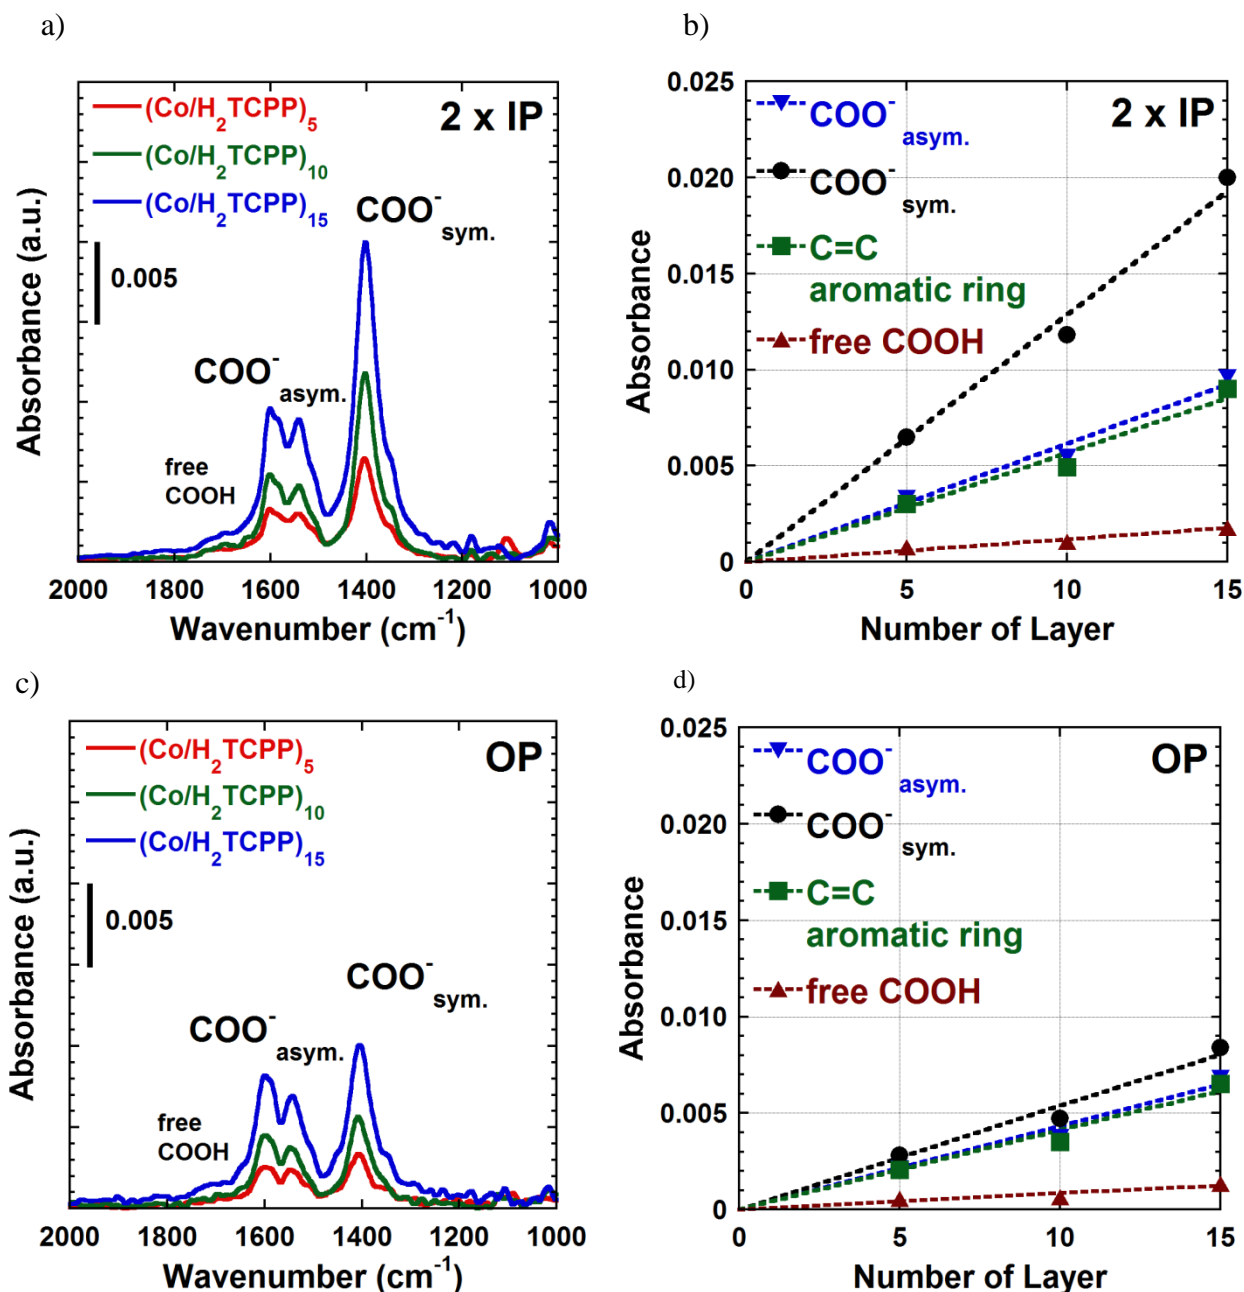 a)
(Co/H₂TCPP)₅
2 x IP
(Co/H₂TCPP)₁₀
(Co/H₂TCPP)₁₅
COO⁻ sym.
0.005
COO⁻ asym.
free
COOH
Absorbance (a.u.)
2000 1800 1600 1400 1200 1000
Wavenumber (cm⁻¹)
b)
0.025
0.020
0.015
0.010
0.005
0
COO⁻ asym.
2 x IP
COO⁻ sym.
C=C
aromatic ring
free COOH
Absorbance
0 5 10 15
Number of Layer
c)
(Co/H₂TCPP)₅
OP
(Co/H₂TCPP)₁₀
(Co/H₂TCPP)₁₅
0.005
COO⁻ sym.
COO⁻ asym.
free
COOH
Absorbance (a.u.)
2000 1800 1600 1400 1200 1000
Wavenumber (cm⁻¹)
d)
0.025
0.020
0.015
0.010
0.005
0
COO⁻ asym.
OP
COO⁻ sym.
C=C
aromatic ring
free COOH
Absorbance
0 5 10 15
Number of Layer